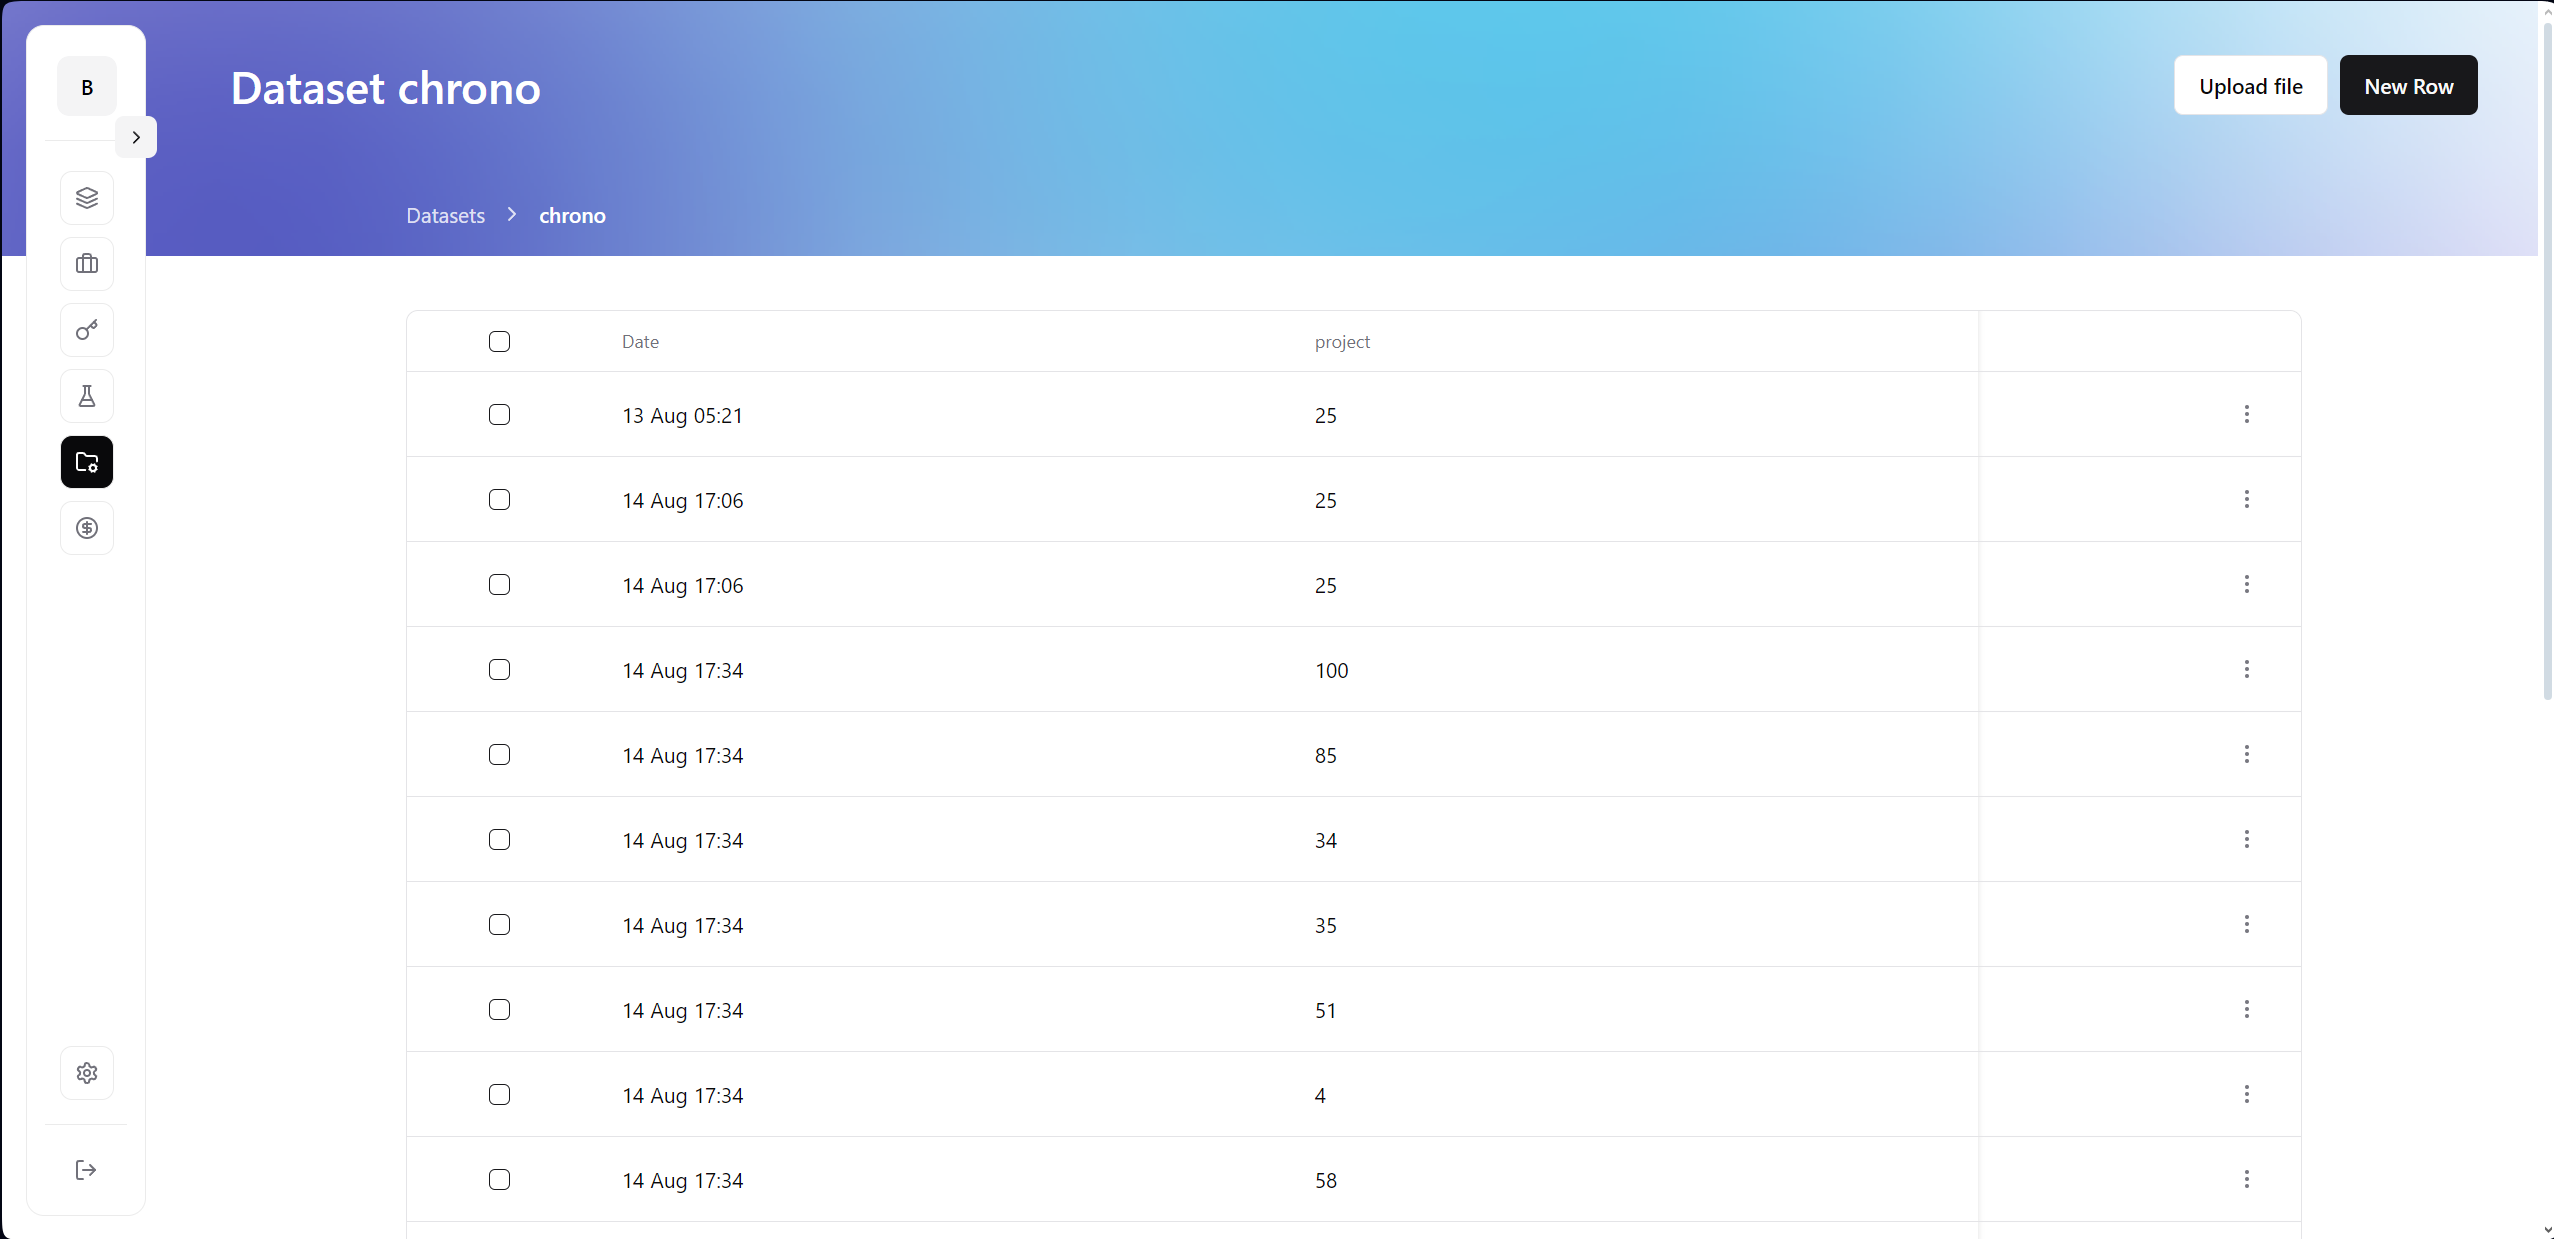 B
Dataset chrono
Upload file
New Row
Datasets > chrono
Date project
13 Aug 05:21 25
14 Aug 17:06 25
14 Aug 17:06 25
14 Aug 17:34 100
14 Aug 17:34 85
14 Aug 17:34 34
14 Aug 17:34 35
14 Aug 17:34 51
14 Aug 17:34 4
14 Aug 17:34 58